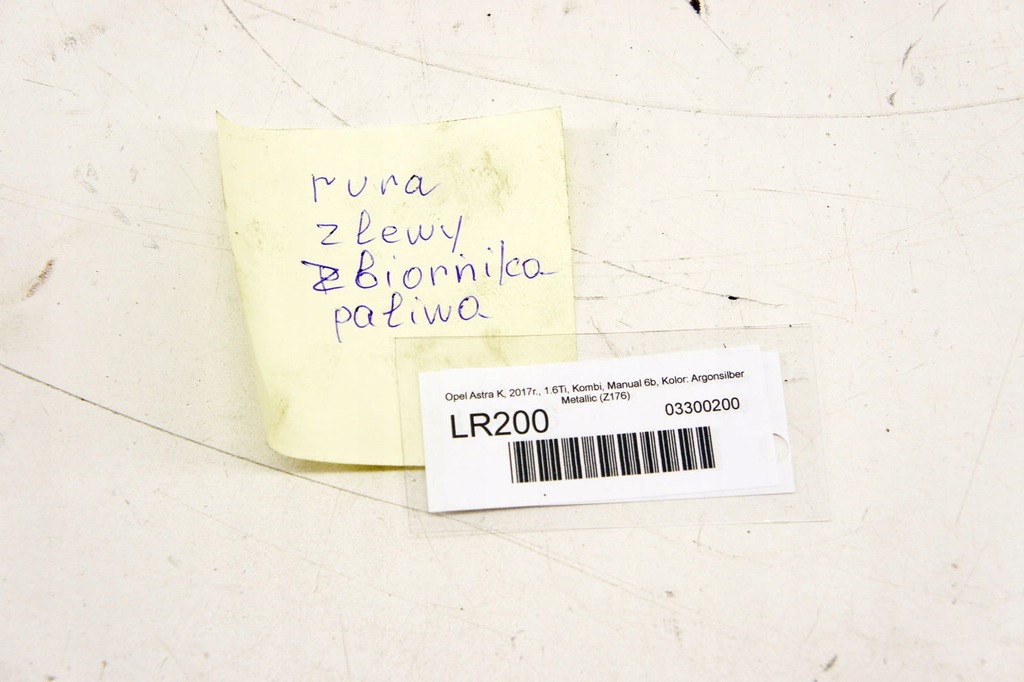 rura
zlewy
zbiornika
paliwa
Opel Astra K, 2017r., 1.6Ti, Kombi, Manual 6b, Kolor: Argonsilber
Metallic (Z176)
LR200
03300200